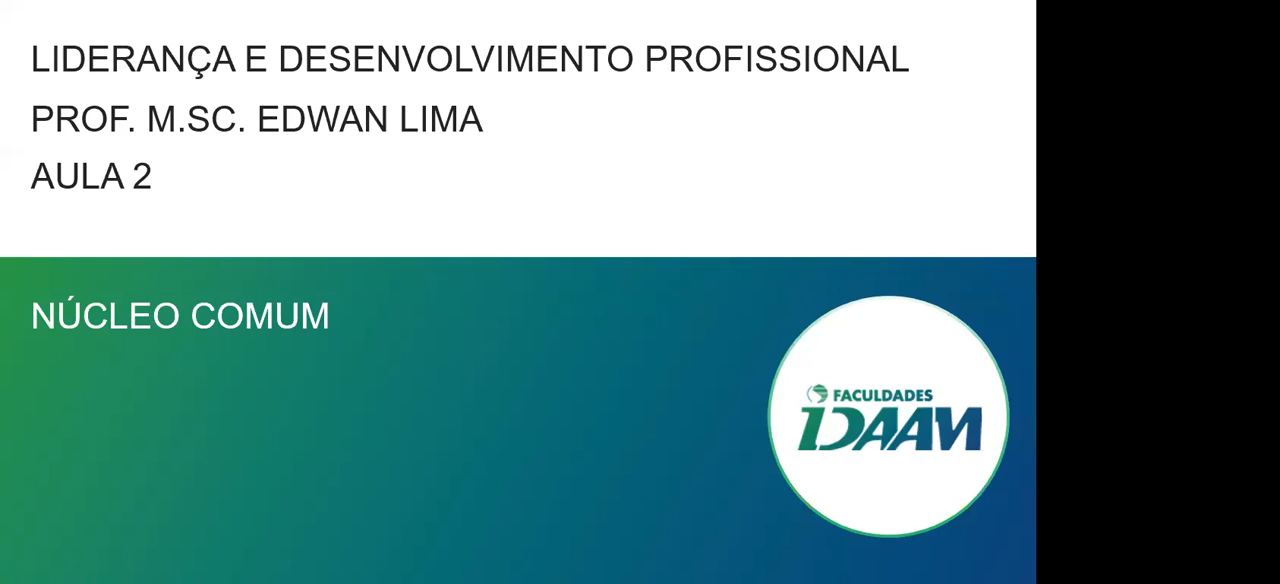 LIDERANÇA E DESENVOLVIMENTO PROFISSIONAL
PROF. M.SC. EDWAN LIMA
AULA 2
NÚCLEO COMUM
FACULDADES
IDAAM